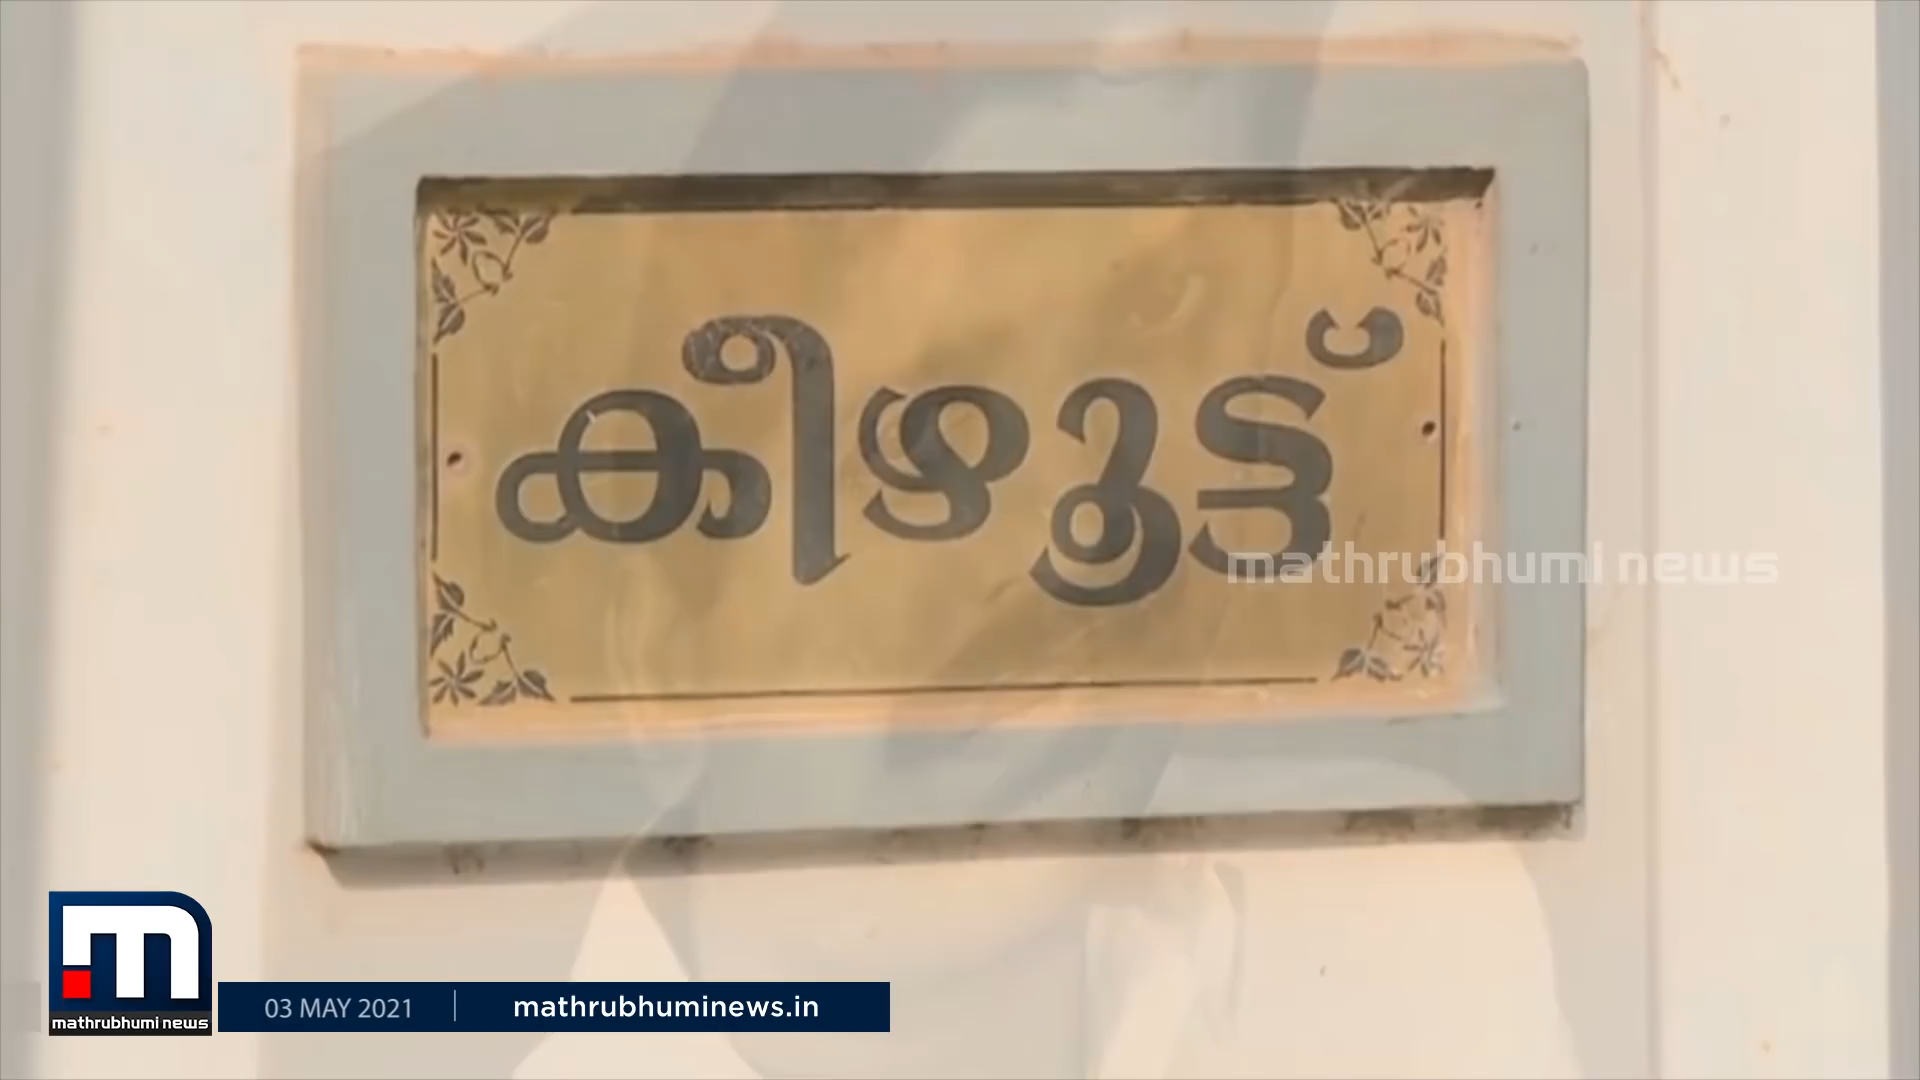 കീഴൂട്ട്
mathrubhumi news
mathrubhumi news
03 MAY 2021
mathrubhuminews.in